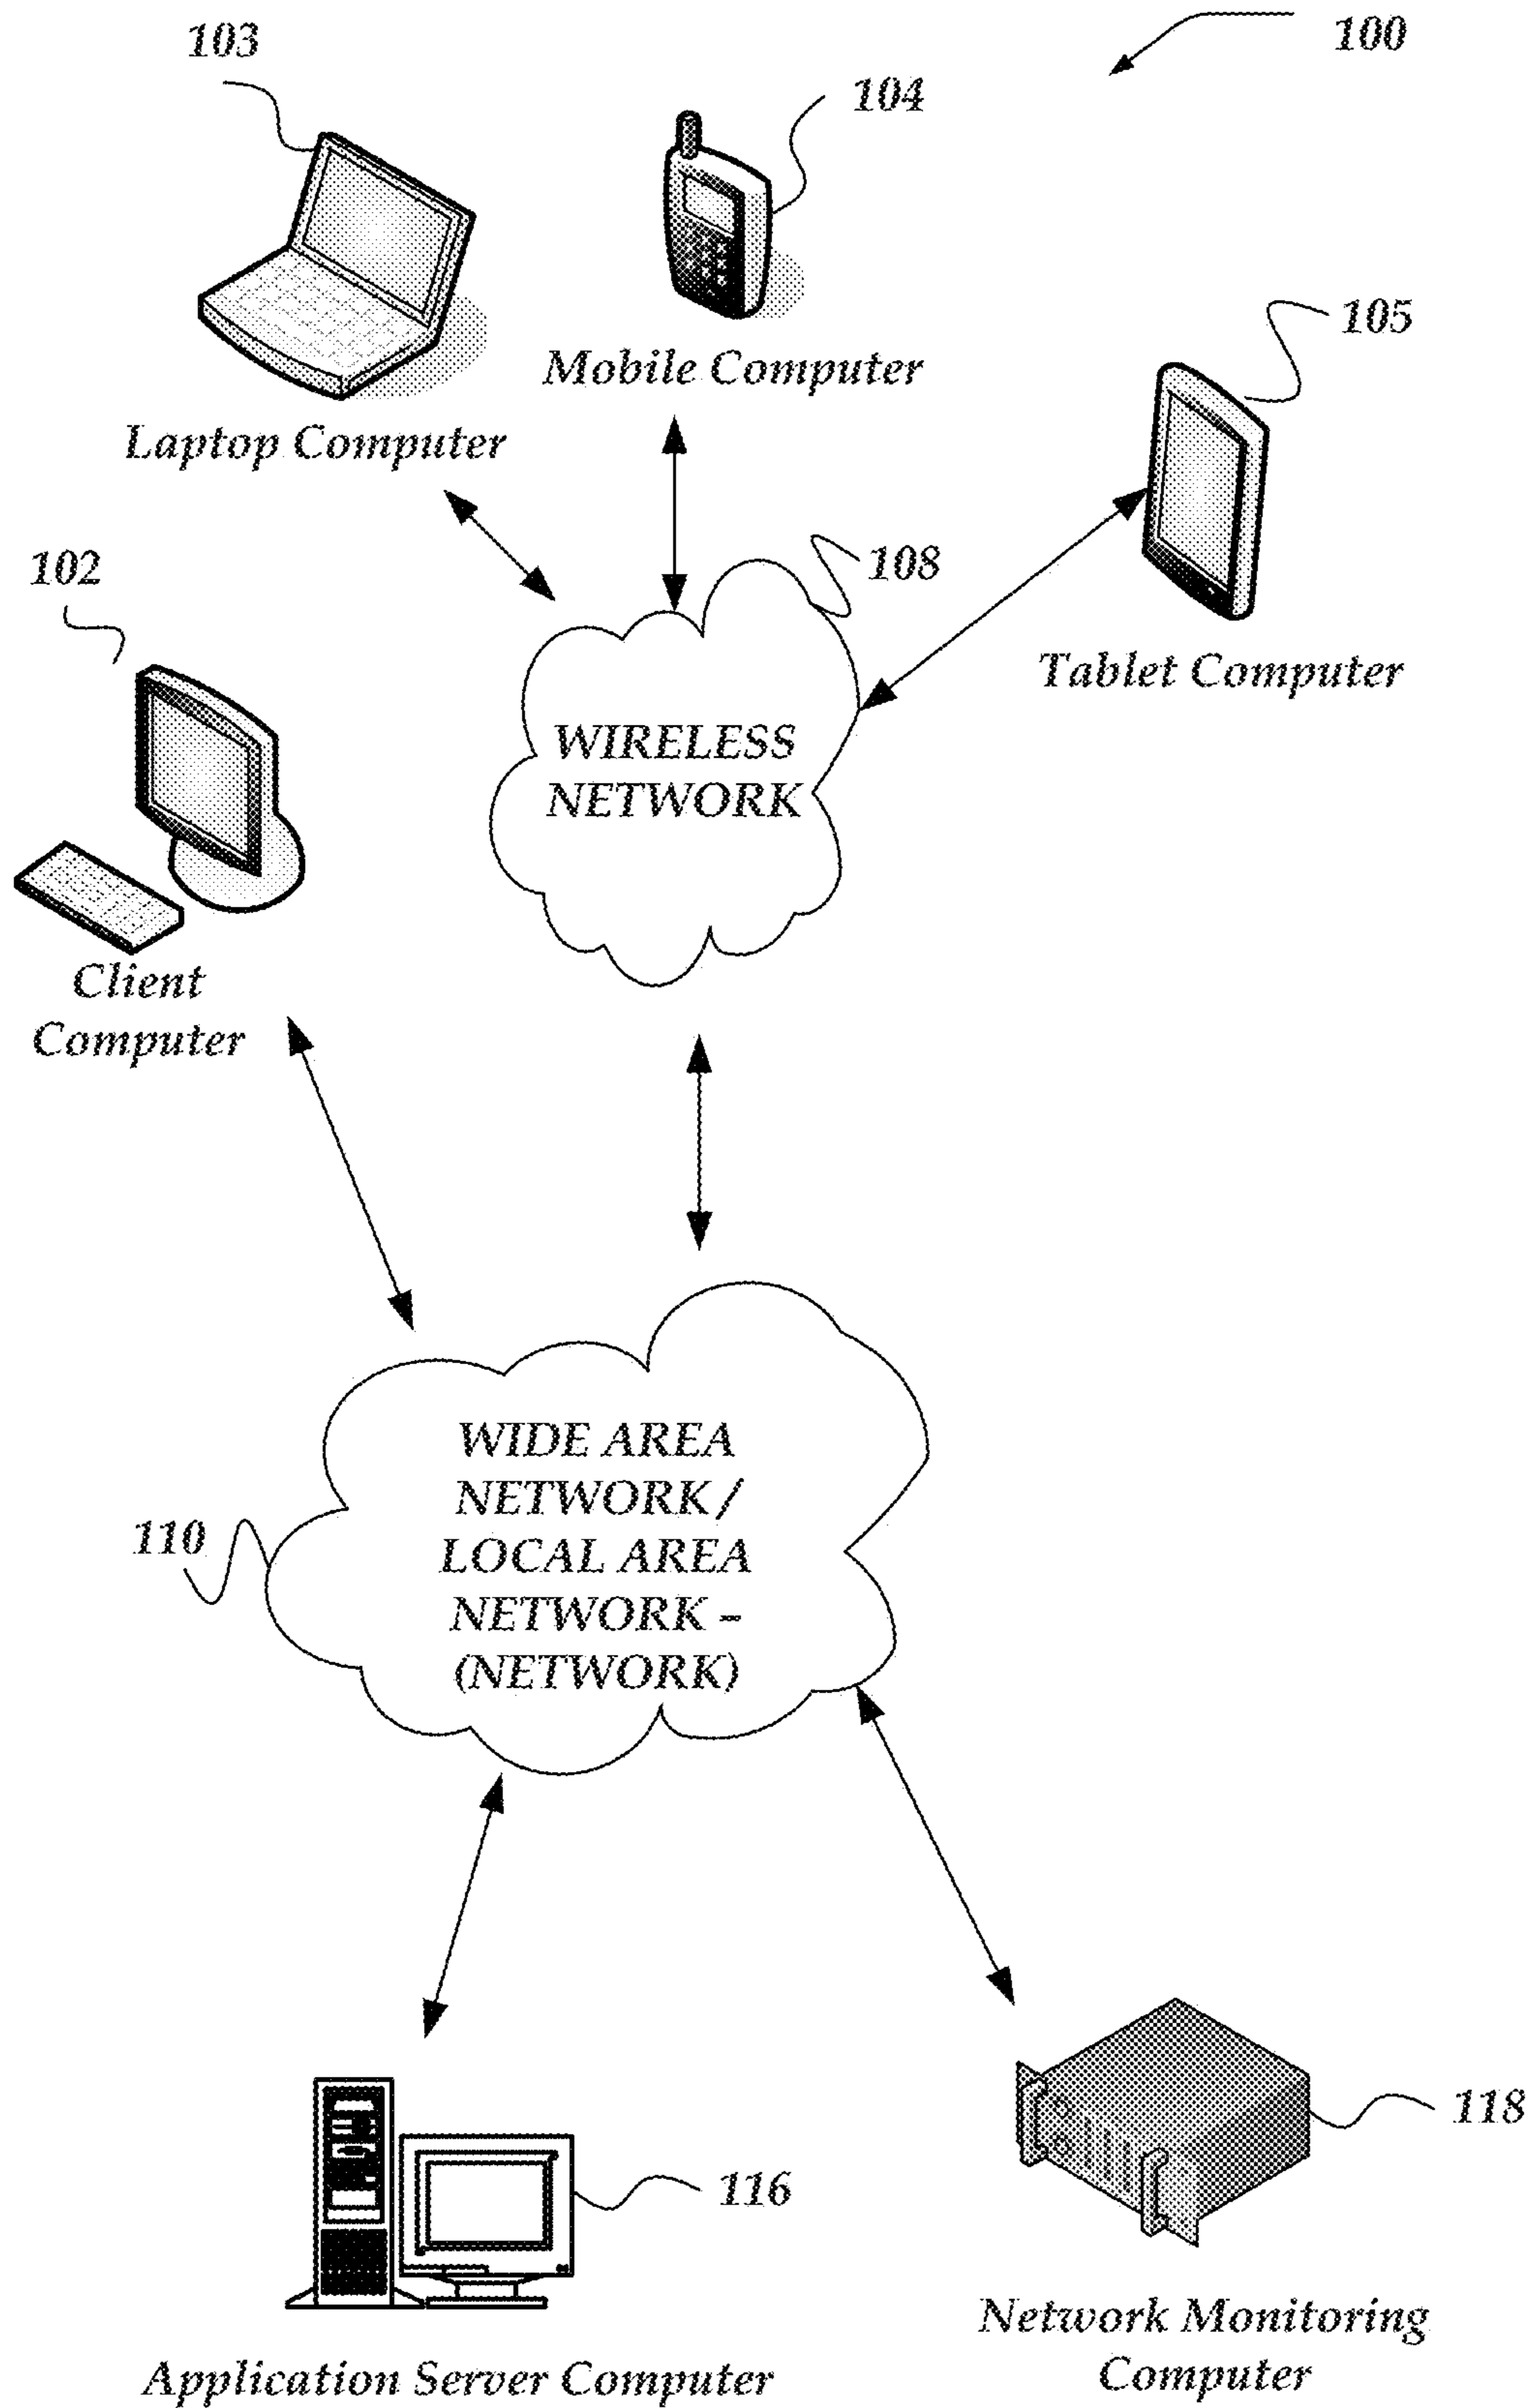 100
103
104
Mobile Computer
105
Laptop Computer
102
108
Tablet Computer
WIRELESS
NETWORK
Client
Computer
WIDE AREA
NETWORK /
LOCAL AREA
NETWORK –
(NETWORK)
110
118
116
Network Monitoring
Computer
Application Server Computer